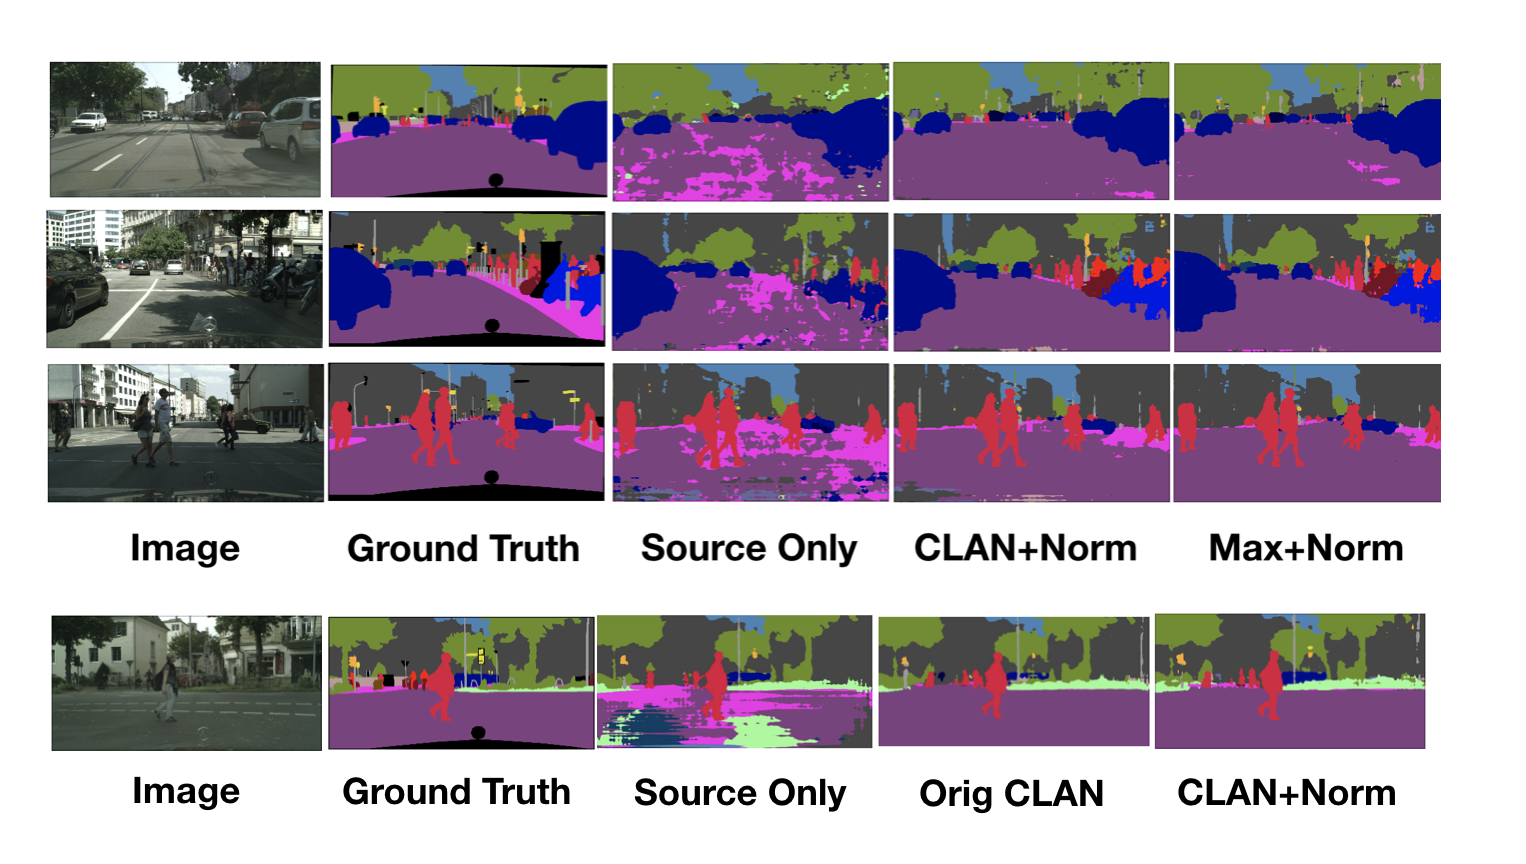 Image Ground Truth Source Only CLAN+Norm Max+Norm
Image Ground Truth Source Only Orig CLAN CLAN+Norm